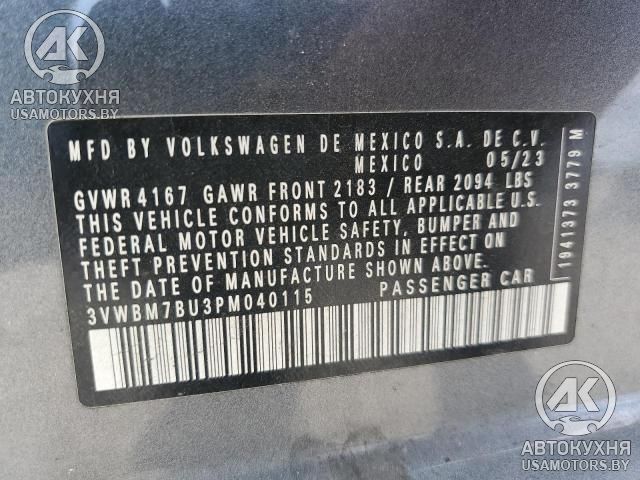 AK
АВТОКУХНЯ
USAMOTORS.BY
MFD BY VOLKSWAGEN DE MEXICO S.A. DE C.V.
MEXICO 05/23
GVWR 4167 GAWR FRONT 2183 / REAR 2094 LBS
THIS VEHICLE CONFORMS TO ALL APPLICABLE U.S.
FEDERAL MOTOR VEHICLE SAFETY, BUMPER AND
THEFT PREVENTION STANDARDS IN EFFECT ON
THE DATE OF MANUFACTURE SHOWN ABOVE.
3VWBM7BU3PM040115 PASSENGER CAR
1941373 3779 M
AK
АВТОКУХНЯ
USAMOTORS.BY